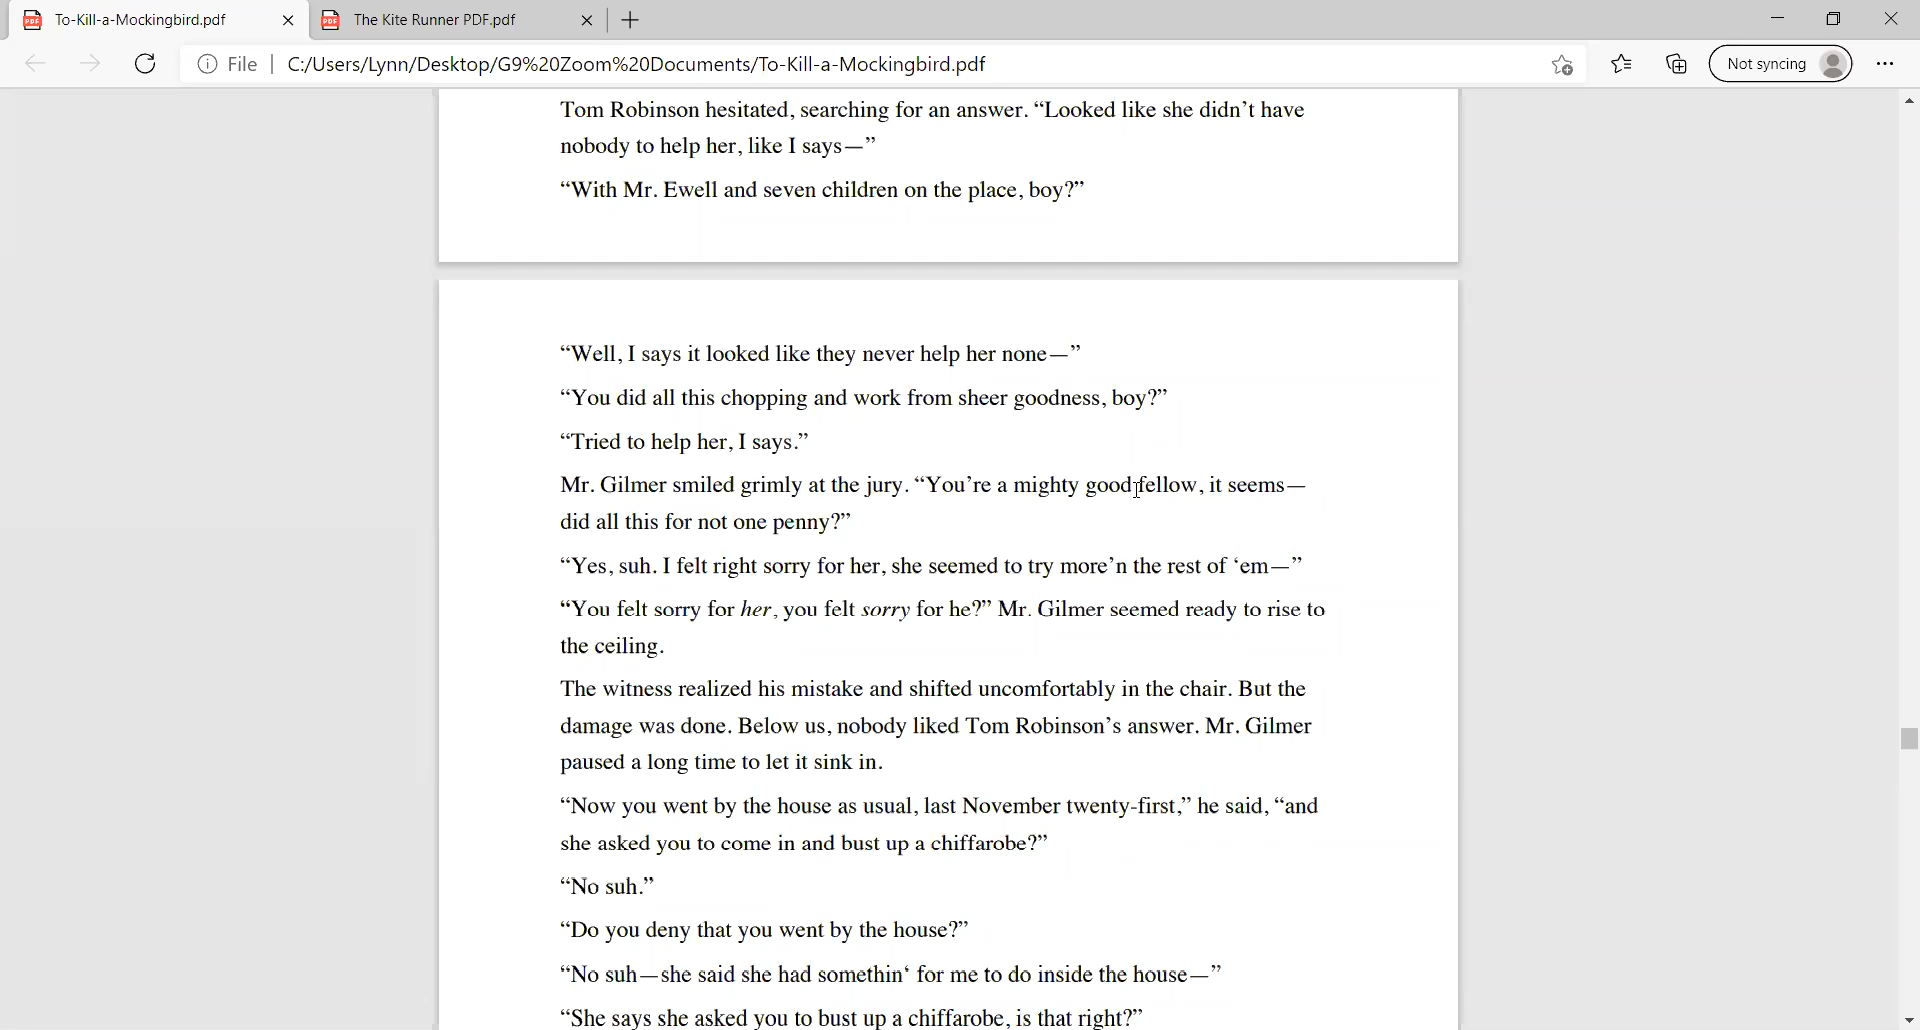 To-Kill-a-Mockingbird.pdf
The Kite Runner PDF.pdf
File
C:/Users/Lynn/Desktop/G9%20Zoom%20Documents/To-Kill-a-Mockingbird.pdf
Not syncing
Tom Robinson hesitated, searching for an answer. “Looked like she didn’t have
nobody to help her, like I says—”
“With Mr. Ewell and seven children on the place, boy?”
“Well, I says it looked like they never help her none—”
“You did all this chopping and work from sheer goodness, boy?”
“Tried to help her, I says.”
Mr. Gilmer smiled grimly at the jury. “You’re a mighty good fellow, it seems—
did all this for not one penny?”
“Yes, suh. I felt right sorry for her, she seemed to try more’n the rest of ‘em—”
“You felt sorry for her, you felt sorry for he?” Mr. Gilmer seemed ready to rise to
the ceiling.
The witness realized his mistake and shifted uncomfortably in the chair. But the
damage was done. Below us, nobody liked Tom Robinson’s answer. Mr. Gilmer
paused a long time to let it sink in.
“Now you went by the house as usual, last November twenty-first,” he said, “and
she asked you to come in and bust up a chiffarobe?”
“No suh.”
“Do you deny that you went by the house?”
“No suh—she said she had somethin‘ for me to do inside the house—”
“She says she asked you to bust up a chiffarobe, is that right?”